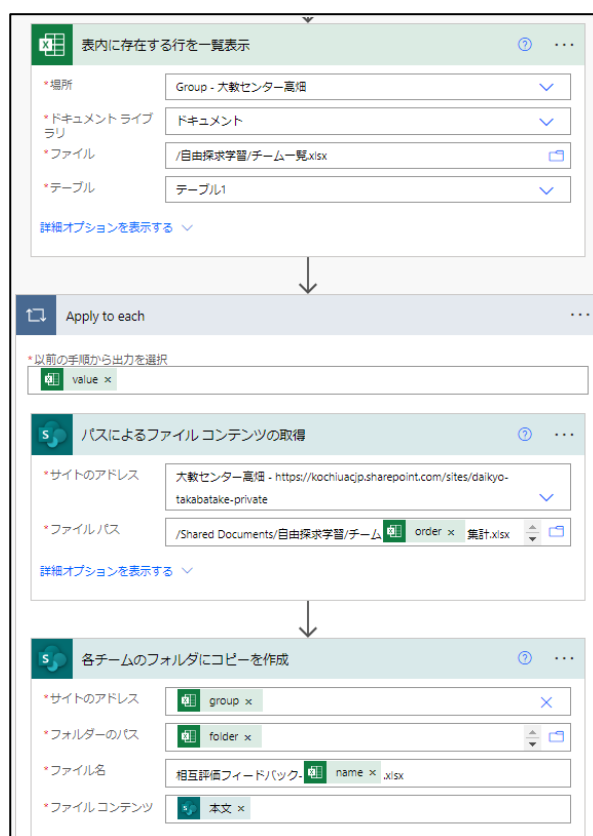 表内に存在する行を一覧表示
*場所
Group - 大教センター高畑
*ドキュメント ライブ
ラリ
ドキュメント
*ファイル
/自由探求学習/チーム一覧.xlsx
*テーブル
テーブル1
詳細オプションを表示する
Apply to each
*以前の手順から出力を選択
value ×
パスによるファイル コンテンツの取得
*サイトのアドレス
大教センター高畑 - https://kochiuacjp.sharepoint.com/sites/daikyo-
takabatake-private
*ファイル パス
/Shared Documents/自由探求学習/チーム order × 集計.xlsx
詳細オプションを表示する
各チームのフォルダにコピーを作成
*サイトのアドレス
group ×
*フォルダーのパス
folder ×
*ファイル名
相互評価フィードバック- name × .xlsx
*ファイル コンテンツ
本文 ×